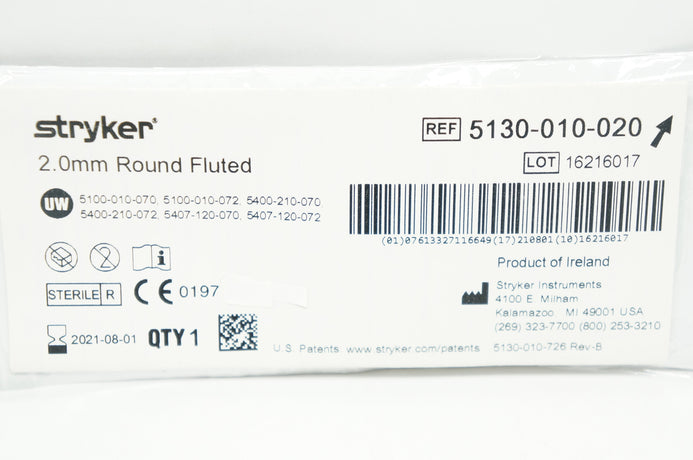 stryker®
REF 5130-010-020
2.0mm Round Fluted
LOT 16216017
UW 5100-010-070, 5100-010-072, 5400-210-070,
5400-210-072, 5407-120-070, 5407-120-072
(01)07613327116649(17)210801(10)16216017
Product of Ireland
2
i
STERILE R CE 0197
Stryker Instruments
4100 E. Milham
Kalamazoo MI 49001 USA
(269) 323-7700 (800) 253-3210
2021-08-01 QTY 1
U.S. Patents www.stryker.com/patents 5130-010-726 Rev-B